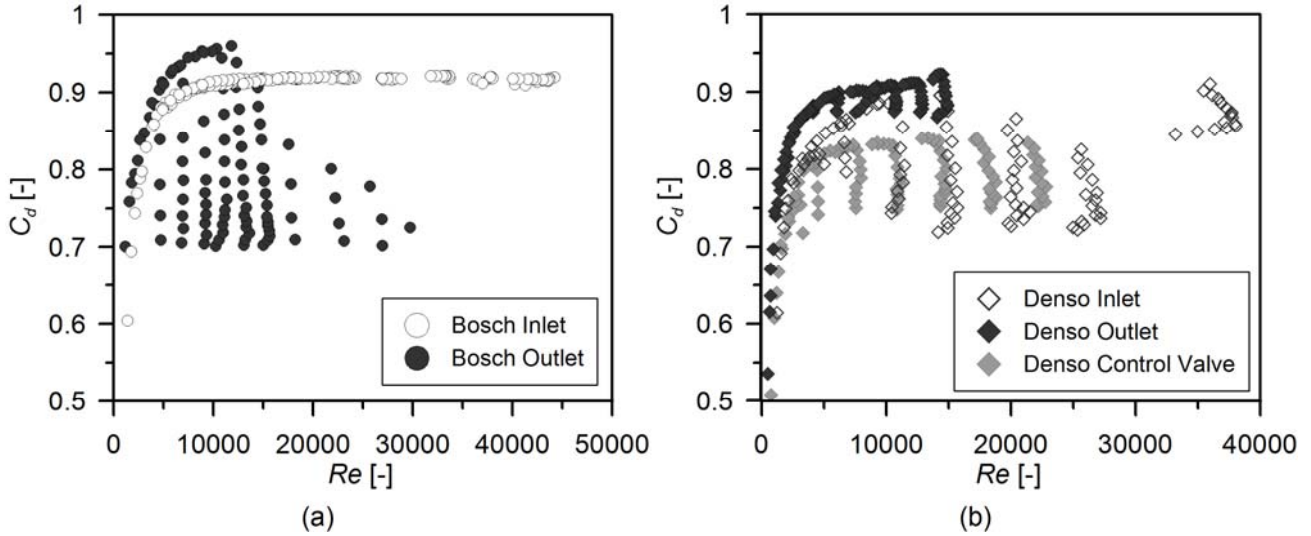 1
0.9
0.8
0.7
0.6
0.5
C_d [-]
0 10000 20000 30000 40000 50000
Re [-]
Bosch Inlet
Bosch Outlet
(a)
1
0.9
0.8
0.7
0.6
0.5
C_d [-]
0 10000 20000 30000 40000
Re [-]
Denso Inlet
Denso Outlet
Denso Control Valve
(b)